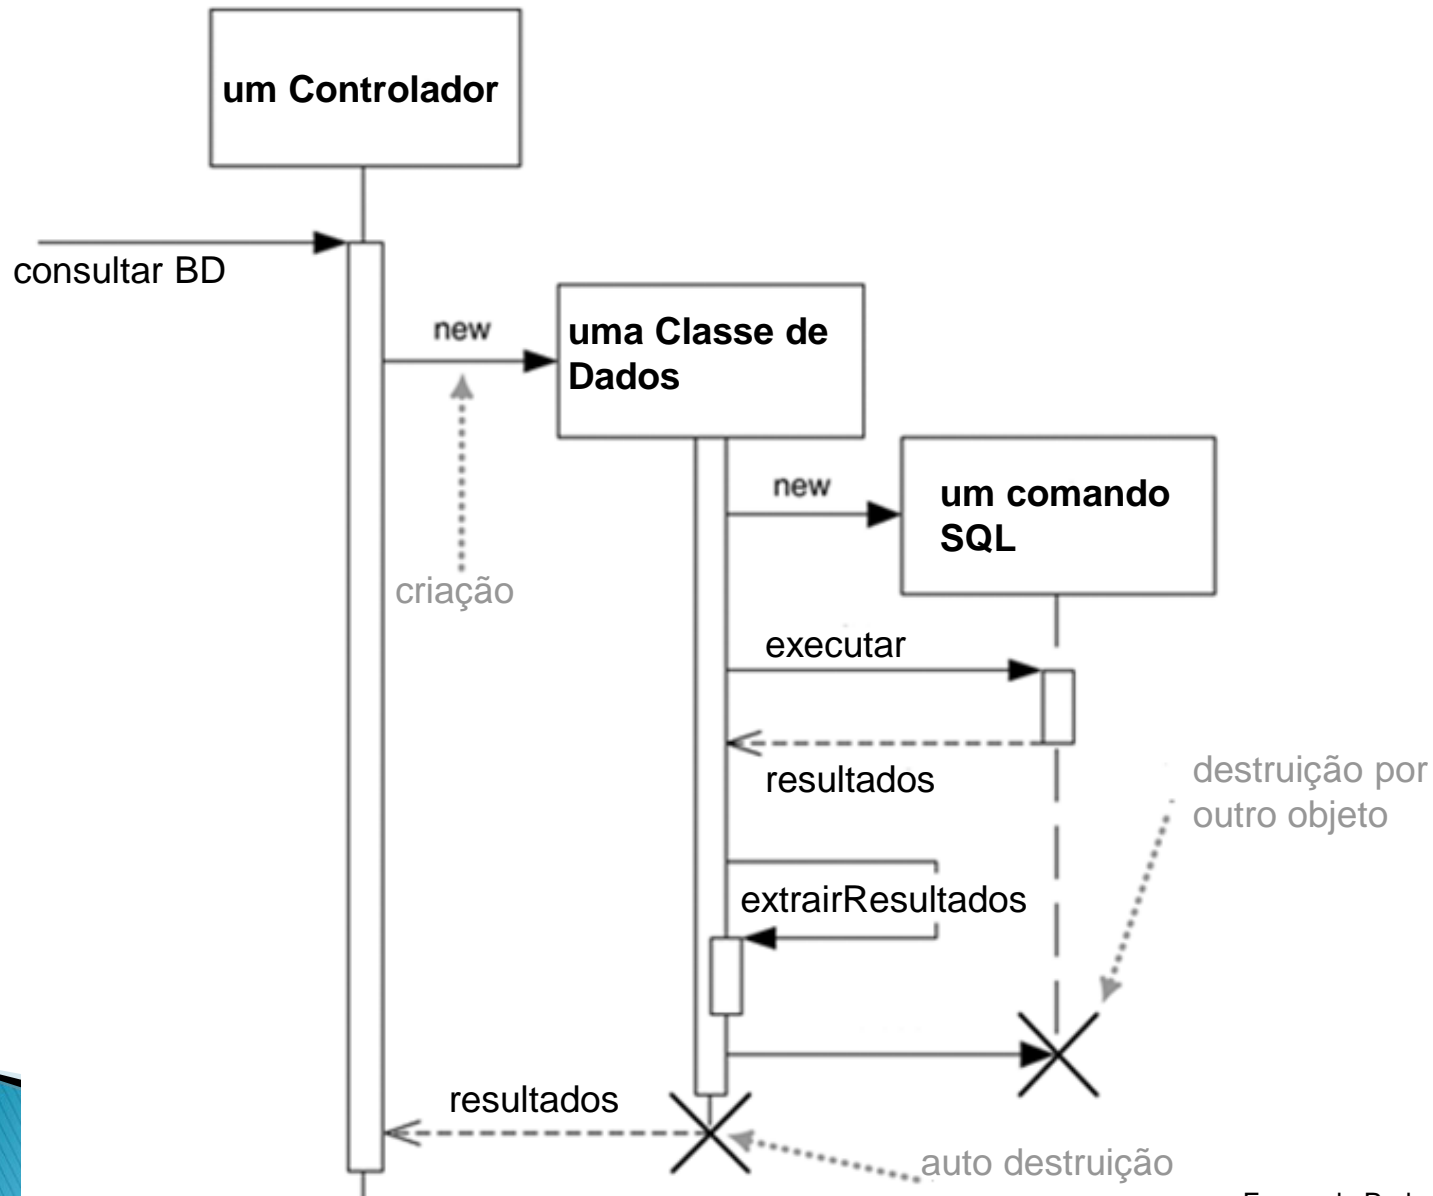 um Controlador
consultar BD
new
uma Classe de
Dados
new
um comando
SQL
criação
executar
resultados
destruição por
outro objeto
extrairResultados
resultados
auto destruição